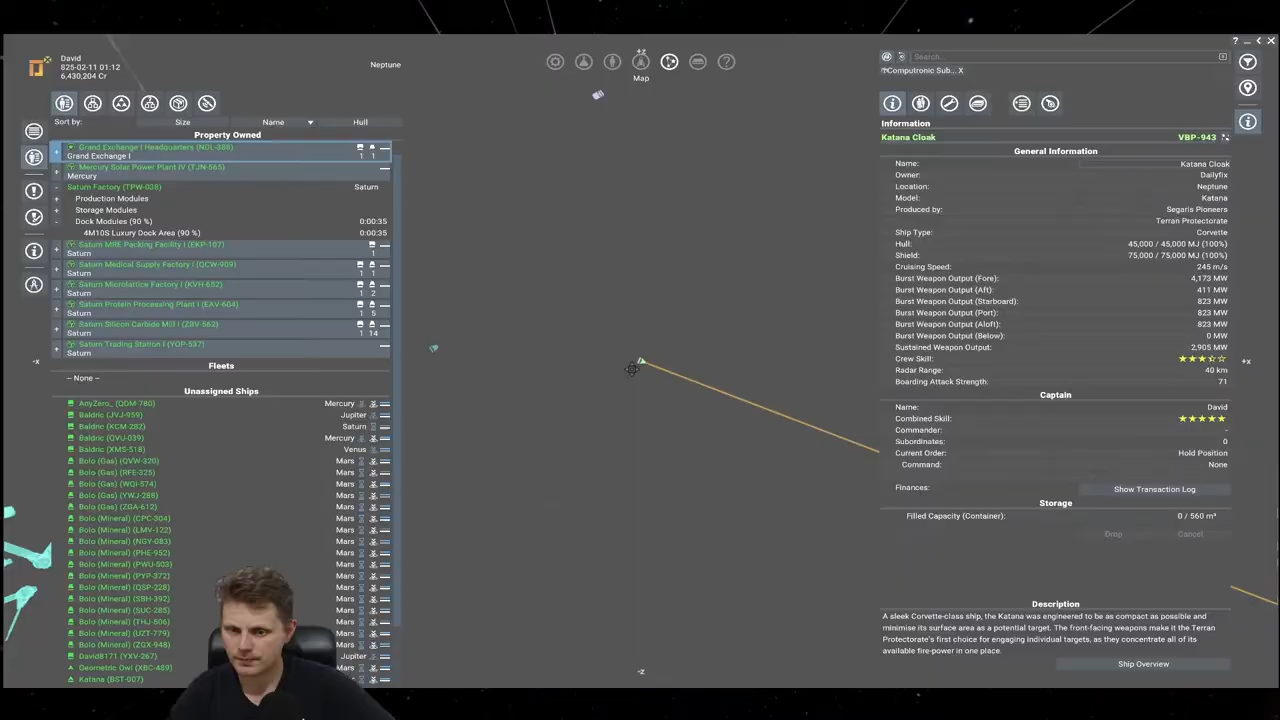 David
825-02-11 01:12
6,430,204 Cr
Neptune
+z
Map
Search...
Computronic Sub... X
Sort by: Size Name Hull
Property Owned
Grand Exchange I Headquarters (NDL-888)
Grand Exchange I 1 1
Mercury Solar Power Plant IV (TJN-565)
Mercury
- Saturn Factory (TPW-038) Saturn
+ Production Modules
+ Storage Modules
- Dock Modules (90 %) 0:00:35
4M10S Luxury Dock Area (90 %) 0:00:35
Saturn MRE Packing Facility I (EKP-107)
Saturn 1
Saturn Medical Supply Factory I (QCW-909)
Saturn 1 1
Saturn Microlattice Factory I (KVH-652)
Saturn 1 2
Saturn Protein Processing Plant I (EAV-604)
Saturn 1 5
Saturn Silicon Carbide Mill I (ZBV-562)
Saturn 1 14
Saturn Trading Station I (YOP-537)
Saturn
Fleets
-- None --
Unassigned Ships
AnyZero_ (QDM-780) Mercury
Baldric (JVJ-959) Jupiter
Baldric (KCM-282) Saturn
Baldric (QVU-039) Mercury
Baldric (XMS-518) Venus
Bolo (Gas) (QVW-320) Mars
Bolo (Gas) (RFE-325) Mars
Bolo (Gas) (WQI-574) Mars
Bolo (Gas) (YWJ-288) Mars
Bolo (Gas) (ZGA-612) Mars
Bolo (Mineral) (CPC-304) Mars
Bolo (Mineral) (LMV-122) Mars
Bolo (Mineral) (NGY-083) Mars
Bolo (Mineral) (PHE-952) Mars
Bolo (Mineral) (PWU-503) Mars
Bolo (Mineral) (PYP-372) Mars
Bolo (Mineral) (QSP-228) Mars
Bolo (Mineral) (SBH-392) Mars
Bolo (Mineral) (SUC-285) Mars
Bolo (Mineral) (THJ-506) Mars
Bolo (Mineral) (UZT-779) Mars
Bolo (Mineral) (ZGX-948) Mars
David8171 (YXV-267) Jupiter
Geometric Owl (XBC-489) Mars
Katana (BST-007) Mars
-x
+x
-z
Information
Katana Cloak VBP-943
General Information
Name: Katana Cloak
Owner: Dailyfix
Location: Neptune
Model: Katana
Produced by: Segaris Pioneers
Terran Protectorate
Ship Type: Corvette
Hull: 45,000 / 45,000 MJ (100%)
Shield: 75,000 / 75,000 MJ (100%)
Cruising Speed: 245 m/s
Burst Weapon Output (Fore): 4,173 MW
Burst Weapon Output (Aft): 411 MW
Burst Weapon Output (Starboard): 823 MW
Burst Weapon Output (Port): 823 MW
Burst Weapon Output (Aloft): 823 MW
Burst Weapon Output (Below): 0 MW
Sustained Weapon Output: 2,905 MW
Crew Skill:
Radar Range: 40 km
Boarding Attack Strength: 71
Captain
Name: David
Combined Skill:
Commander: -
Subordinates: 0
Current Order: Hold Position
Command: None
Finances: Show Transaction Log
Storage
Filled Capacity (Container): 0 / 560 m³
Drop Cancel
Description
A sleek Corvette-class ship, the Katana was engineered to be as compact as possible and
minimise its surface area as a potential target. The front-facing weapons make it the Terran
Protectorate's first choice for engaging individual targets, as they concentrate all of its
available fire-power in one place.
Ship Overview